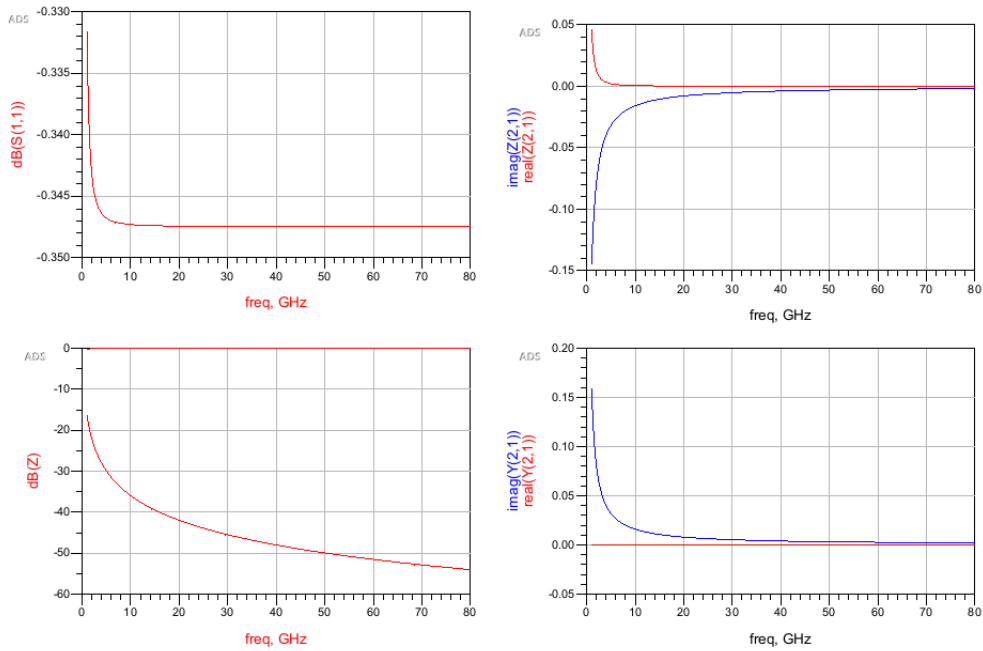 ADS
-0.330
-0.335
-0.340
-0.345
-0.350
dB(S(1,1))
0 10 20 30 40 50 60 70 80
freq, GHz
ADS
0.05
0.00
-0.05
-0.10
-0.15
imag(Z(2,1))
real(Z(2,1))
0 10 20 30 40 50 60 70 80
freq, GHz
ADS
0
-10
-20
-30
-40
-50
-60
dB(Z)
0 10 20 30 40 50 60 70 80
freq, GHz
ADS
0.20
0.15
0.10
0.05
0.00
-0.05
imag(Y(2,1))
real(Y(2,1))
0 10 20 30 40 50 60 70 80
freq, GHz